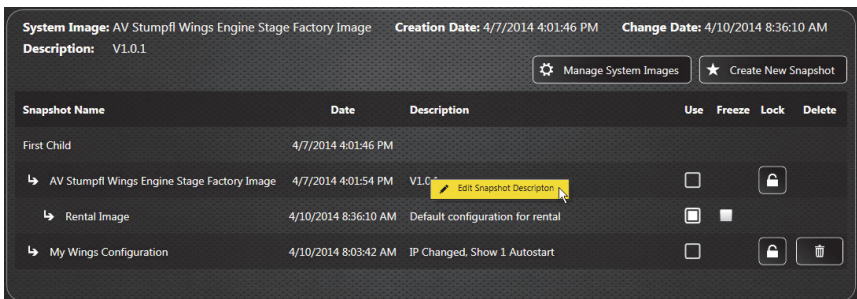 System Image: AV Stumpfl Wings Engine Stage Factory Image Creation Date: 4/7/2014 4:01:46 PM Change Date: 4/10/2014 8:36:10 AM
Description: V1.0.1
Manage System Images Create New Snapshot
Snapshot Name Date Description Use Freeze Lock Delete
First Child 4/7/2014 4:01:46 PM
AV Stumpfl Wings Engine Stage Factory Image 4/7/2014 4:01:54 PM V1.0.1
Edit Snapshot Descripton
Rental Image 4/10/2014 8:36:10 AM Default configuration for rental
My Wings Configuration 4/10/2014 8:03:42 AM IP Changed, Show 1 Autostart